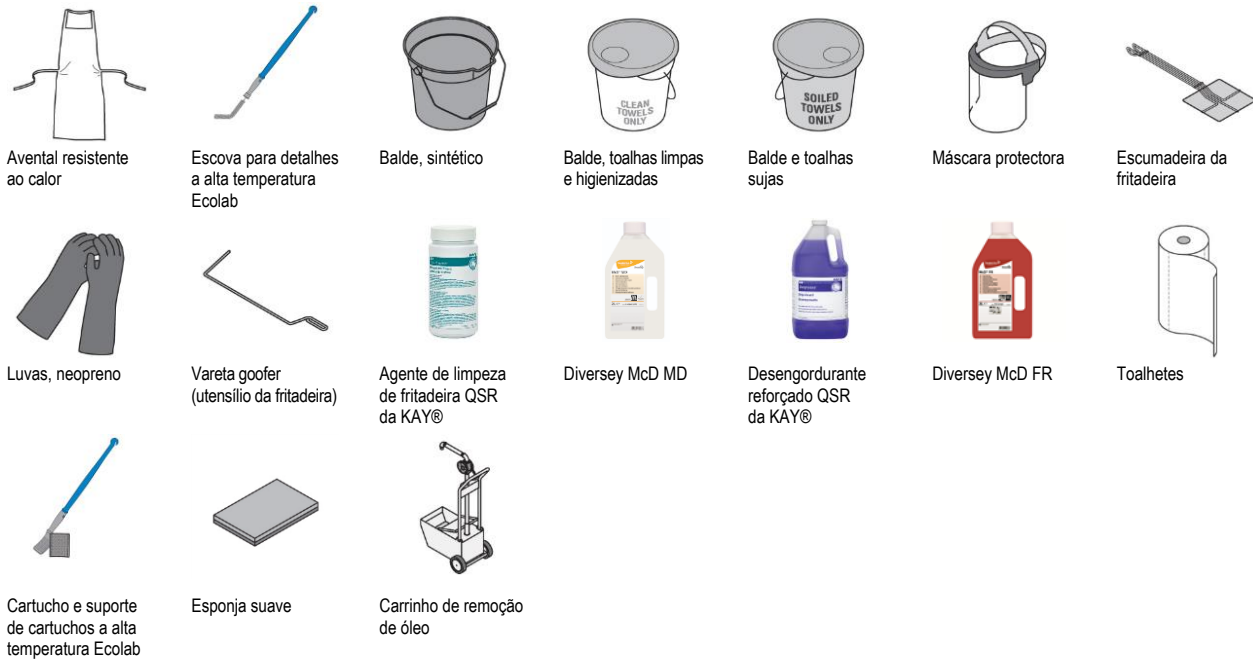 CLEAN
TOWELS
ONLY
SOILED
TOWELS
ONLY
Avental resistente
ao calor
Escova para detalhes
a alta temperatura
Ecolab
Balde, sintético
Balde, toalhas limpas
e higienizadas
Balde e toalhas
sujas
Máscara protectora
Escumadeira da
fritadeira
Luvas, neopreno
Vareta goofer
(utensílio da fritadeira)
Agente de limpeza
de fritadeira QSR
da KAY®
Diversey McD MD
Desengordurante
reforçado QSR
da KAY®
Diversey McD FR
Toalhetes
Cartucho e suporte
de cartuchos a alta
temperatura Ecolab
Esponja suave
Carrinho de remoção
de óleo